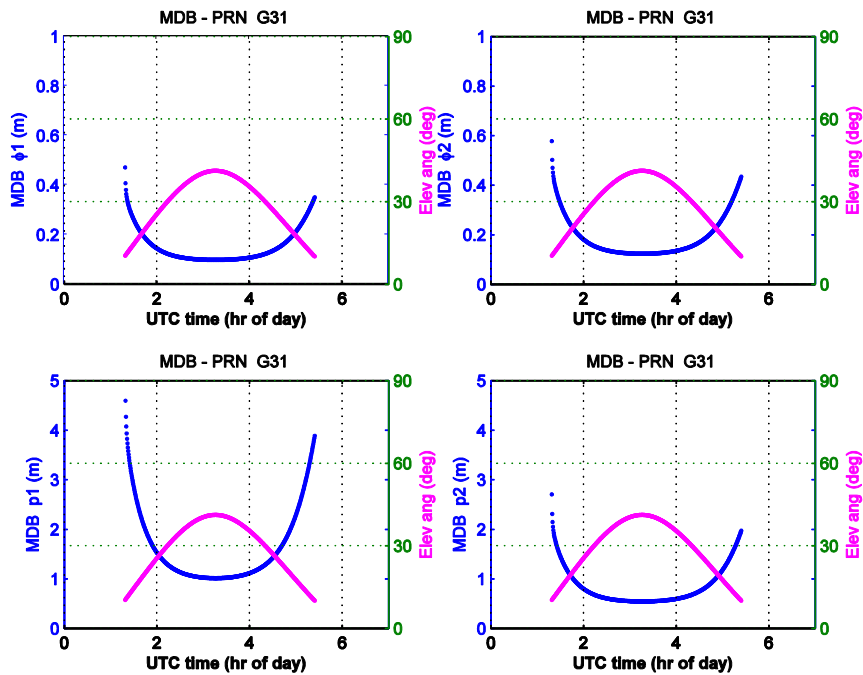 MDB - PRN G31
1
0.8
0.6
0.4
0.2
0
MDB ϕ1 (m)
90
60
30
0
Elev ang (deg)
0 2 4 6
UTC time (hr of day)
MDB - PRN G31
1
0.8
0.6
0.4
0.2
0
MDB ϕ2 (m)
90
60
30
0
Elev ang (deg)
0 2 4 6
UTC time (hr of day)
MDB - PRN G31
5
4
3
2
1
0
MDB p1 (m)
90
60
30
0
Elev ang (deg)
0 2 4 6
UTC time (hr of day)
MDB - PRN G31
5
4
3
2
1
0
MDB p2 (m)
90
60
30
0
Elev ang (deg)
0 2 4 6
UTC time (hr of day)